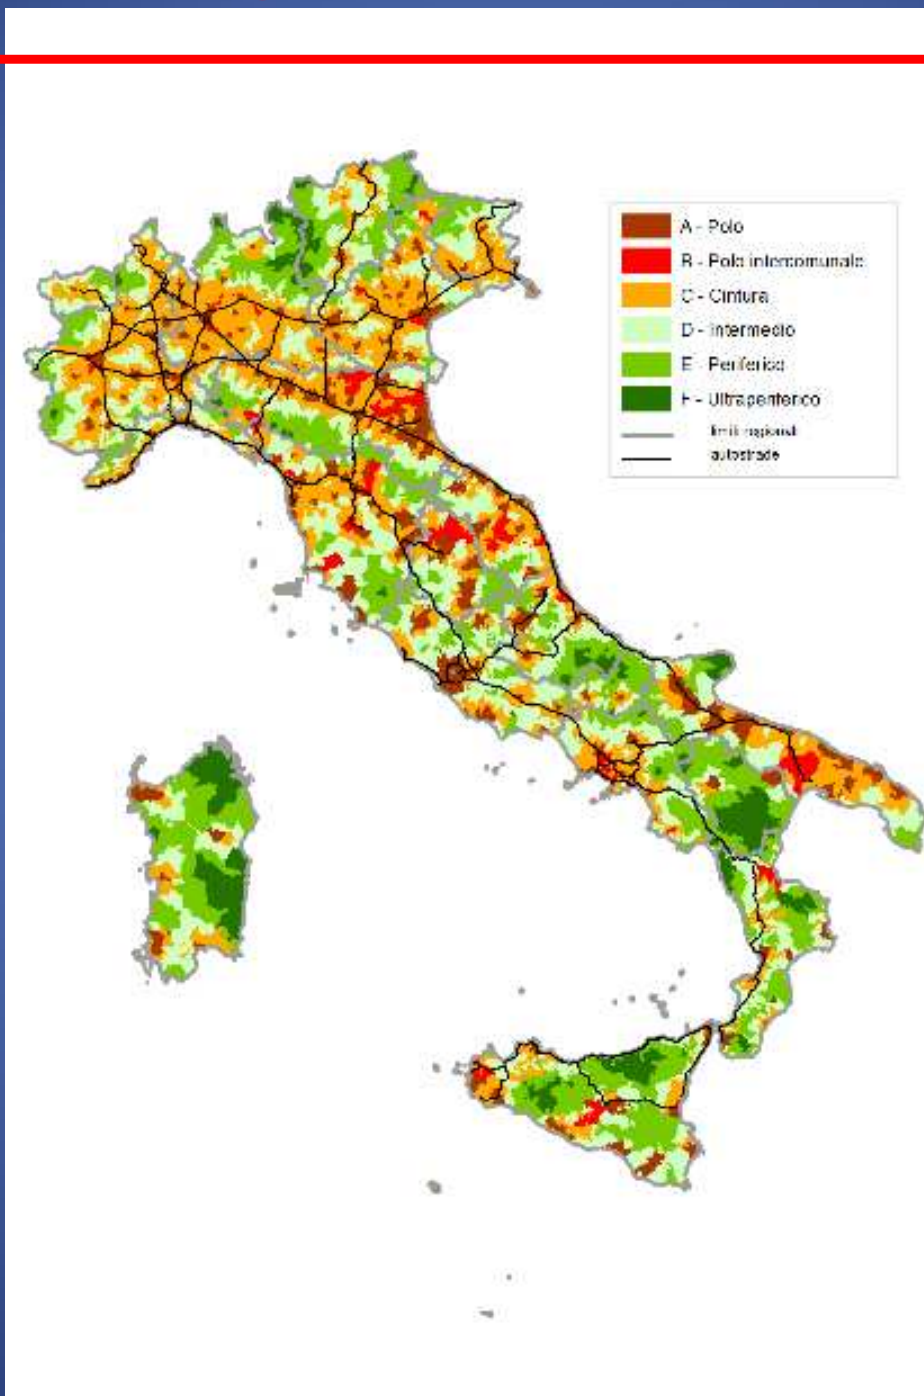 A - Polo
B - Polo intercomunale
C - Cintura
D - Intermedio
E - Periferico
F - Ultraperiferico
limiti regionali
autostrade